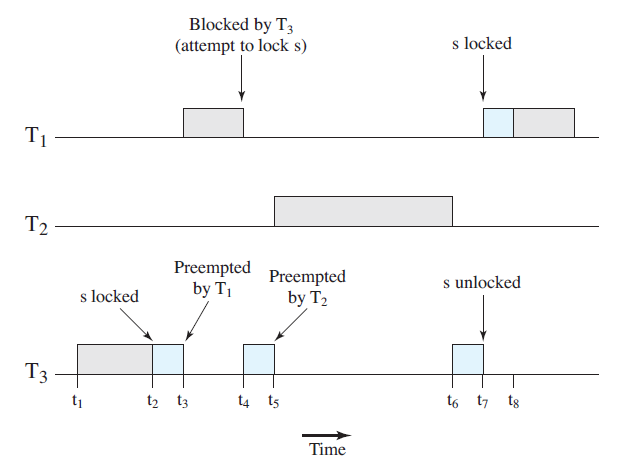 Blocked by T3
(attempt to lock s)
s locked
T1
T2
Preempted
by T1
Preempted
by T2
s locked
s unlocked
T3
t1 t2 t3 t4 t5 t6 t7 t8
Time